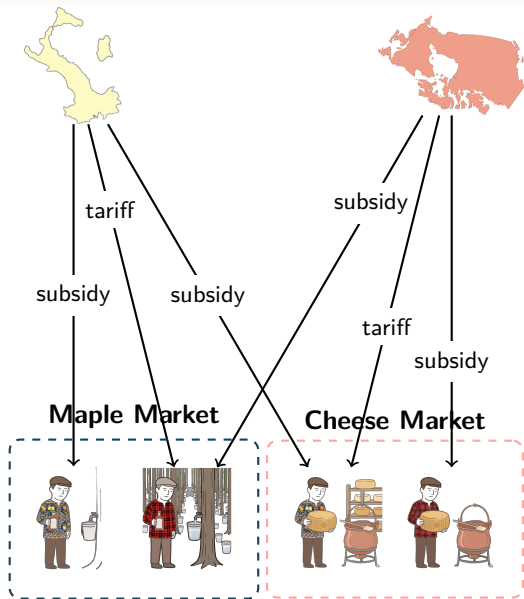 subsidy
tariff
subsidy
subsidy
tariff
subsidy
Maple Market
Cheese Market